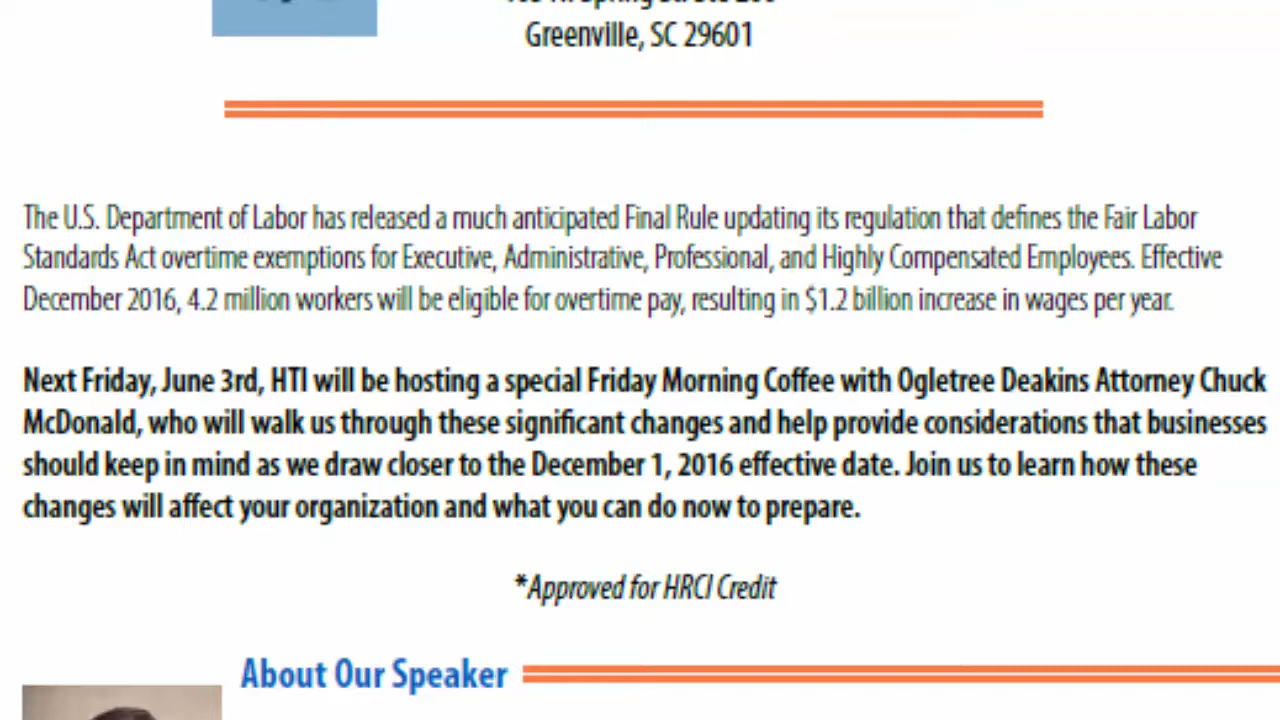 Greenville, SC 29601
The U.S. Department of Labor has released a much anticipated Final Rule updating its regulation that defines the Fair Labor
Standards Act overtime exemptions for Executive, Administrative, Professional, and Highly Compensated Employees. Effective
December 2016, 4.2 million workers will be eligible for overtime pay, resulting in $1.2 billion increase in wages per year.
Next Friday, June 3rd, HTI will be hosting a special Friday Morning Coffee with Ogletree Deakins Attorney Chuck
McDonald, who will walk us through these significant changes and help provide considerations that businesses
should keep in mind as we draw closer to the December 1, 2016 effective date. Join us to learn how these
changes will affect your organization and what you can do now to prepare.
*Approved for HRCI Credit
About Our Speaker